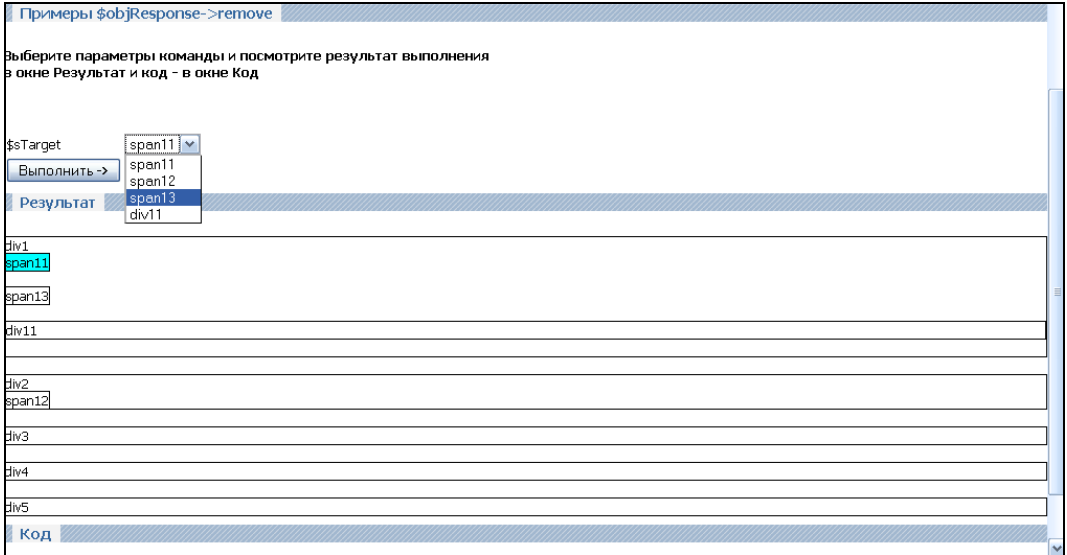 Примеры $objResponse->remove
Выберите параметры команды и посмотрите результат выполнения
в окне Результат и код - в окне Код
$sTarget span11
Выполнить ->
span11
span12
span13
div11
Результат
div1
span11
span13
div11
div2
span12
div3
div4
div5
Код